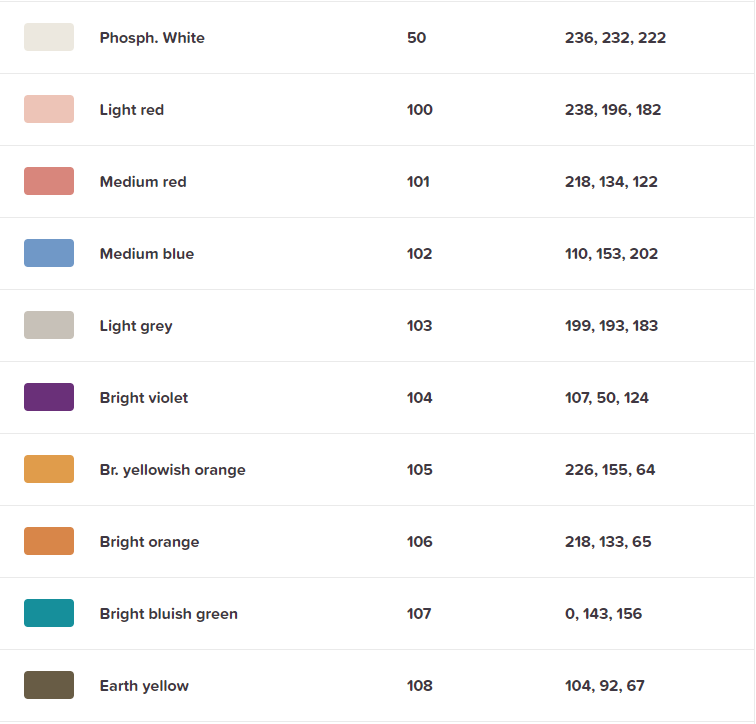 Phosph. White 50 236, 232, 222
Light red 100 238, 196, 182
Medium red 101 218, 134, 122
Medium blue 102 110, 153, 202
Light grey 103 199, 193, 183
Bright violet 104 107, 50, 124
Br. yellowish orange 105 226, 155, 64
Bright orange 106 218, 133, 65
Bright bluish green 107 0, 143, 156
Earth yellow 108 104, 92, 67